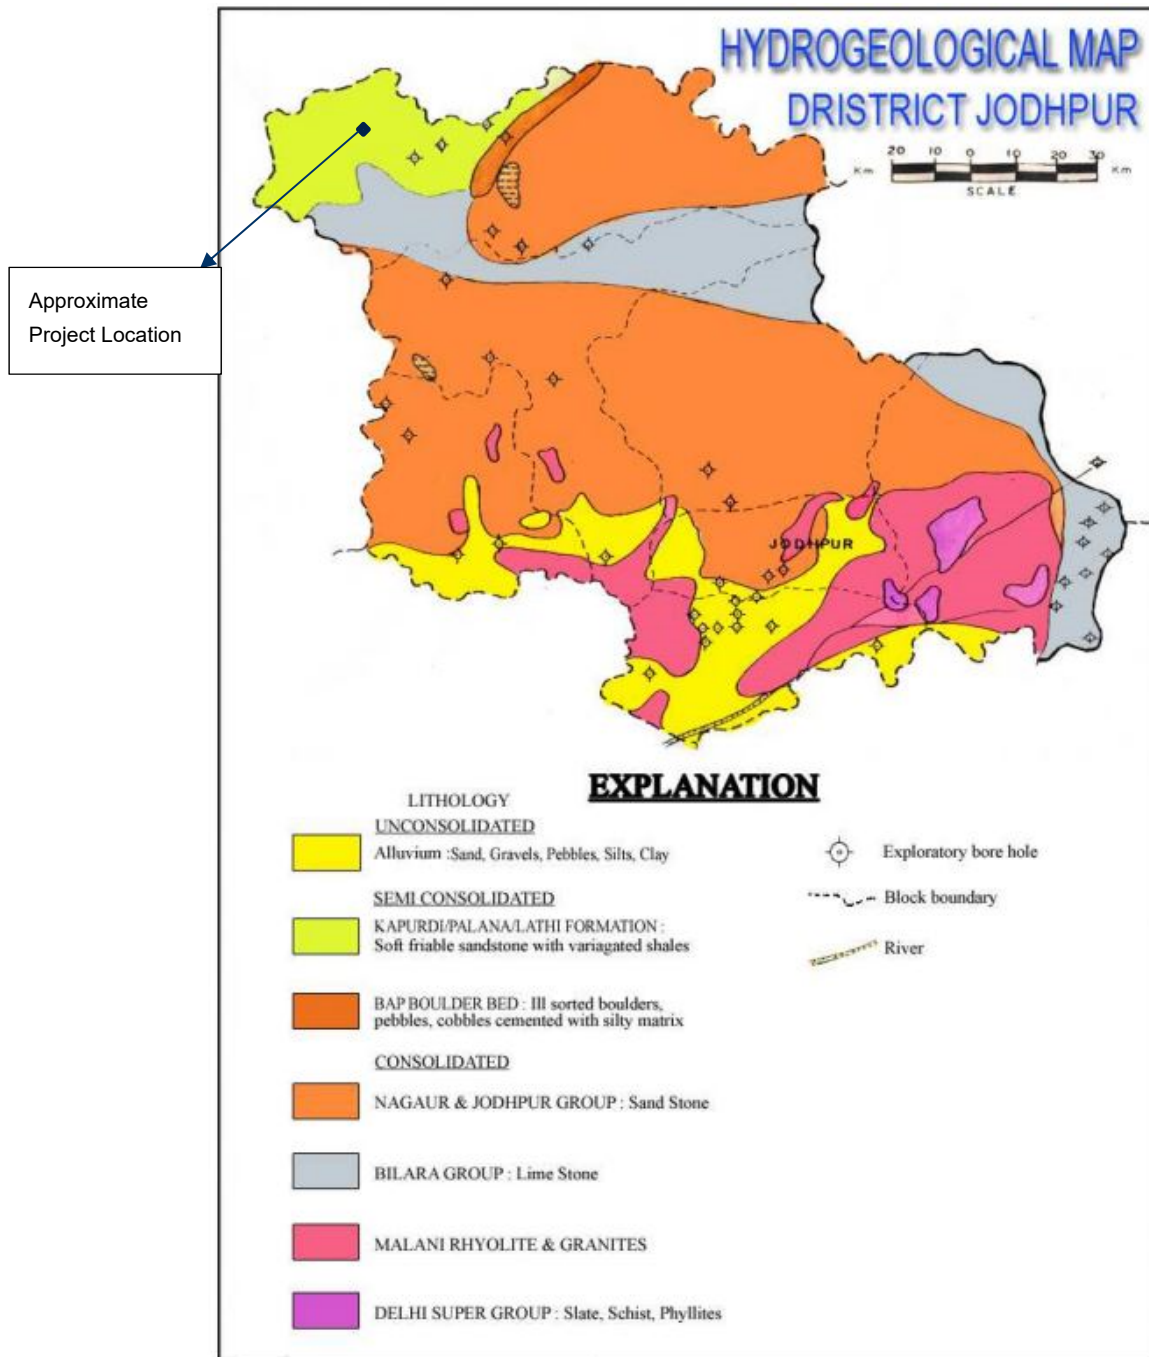 HYDROGEOLOGICAL MAP
DRISTRICT JODHPUR
Km 20 10 0 10 20 30 Km
SCALE
Approximate
Project Location
JODHPUR
EXPLANATION
LITHOLOGY
UNCONSOLIDATED
Alluvium :Sand, Gravels, Pebbles, Silts, Clay
Exploratory bore hole
SEMI CONSOLIDATED
Block boundary
KAPURDI/PALANA/LATHI FORMATION :
Soft friable sandstone with variagated shales
River
BAP BOULDER BED : III sorted boulders,
pebbles, cobbles cemented with silty matrix
CONSOLIDATED
NAGAUR & JODHPUR GROUP : Sand Stone
BILARA GROUP : Lime Stone
MALANI RHYOLITE & GRANITES
DELHI SUPER GROUP : Slate, Schist, Phyllites